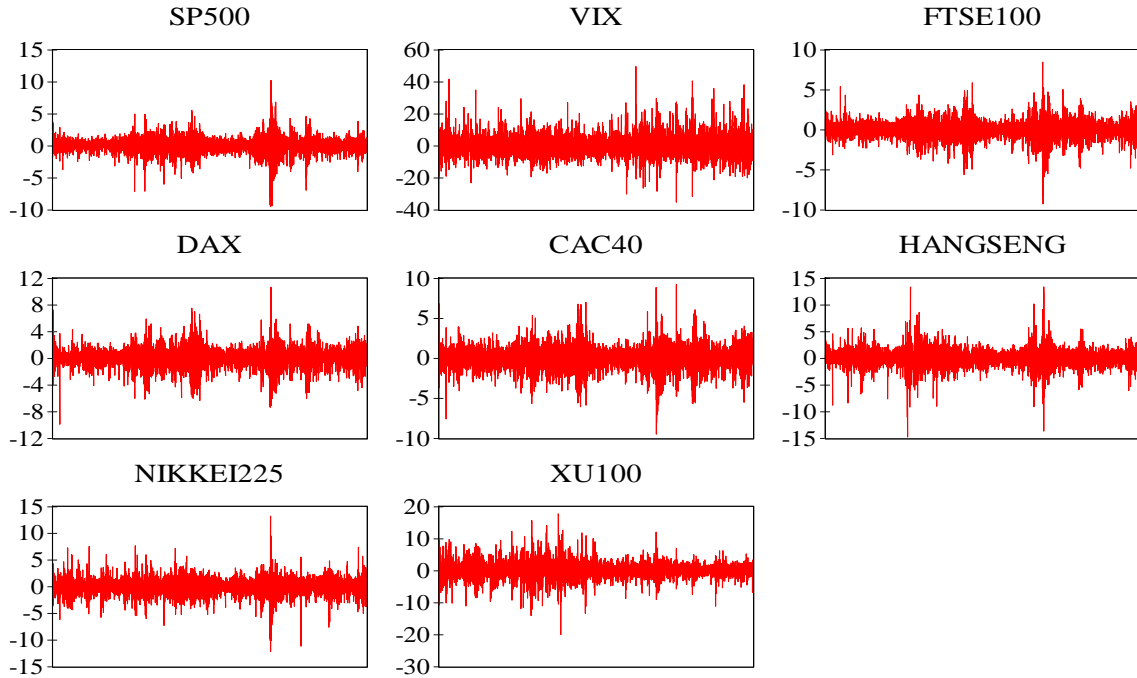 SP500 VIX FTSE100
15 60 10
10 40
5 20 5
0 0 0
-5 -20 -5
-10 -40 -10
DAX CAC40 HANGSENG
12 10 15
8 10
4 5 5
0 0 0
-4 -5 -5
-8 -10
-12 -10 -15
NIKKEI225 XU100
15 20
10 10
5
0 0
-5 -10
-10 -20
-15 -30